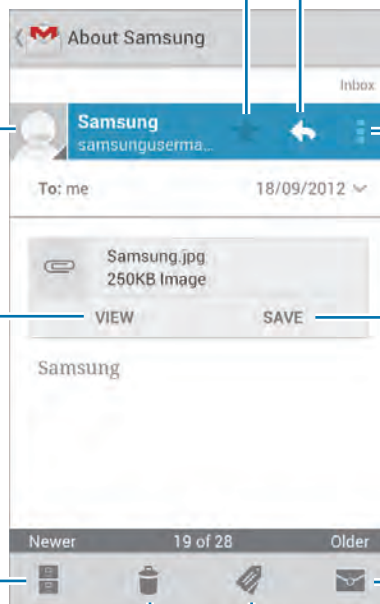 About Samsung
Inbox
Samsung
samsunguserma...
To: me 18/09/2012
Samsung.jpg
250KB Image
VIEW SAVE
Samsung
Newer 19 of 28 Older